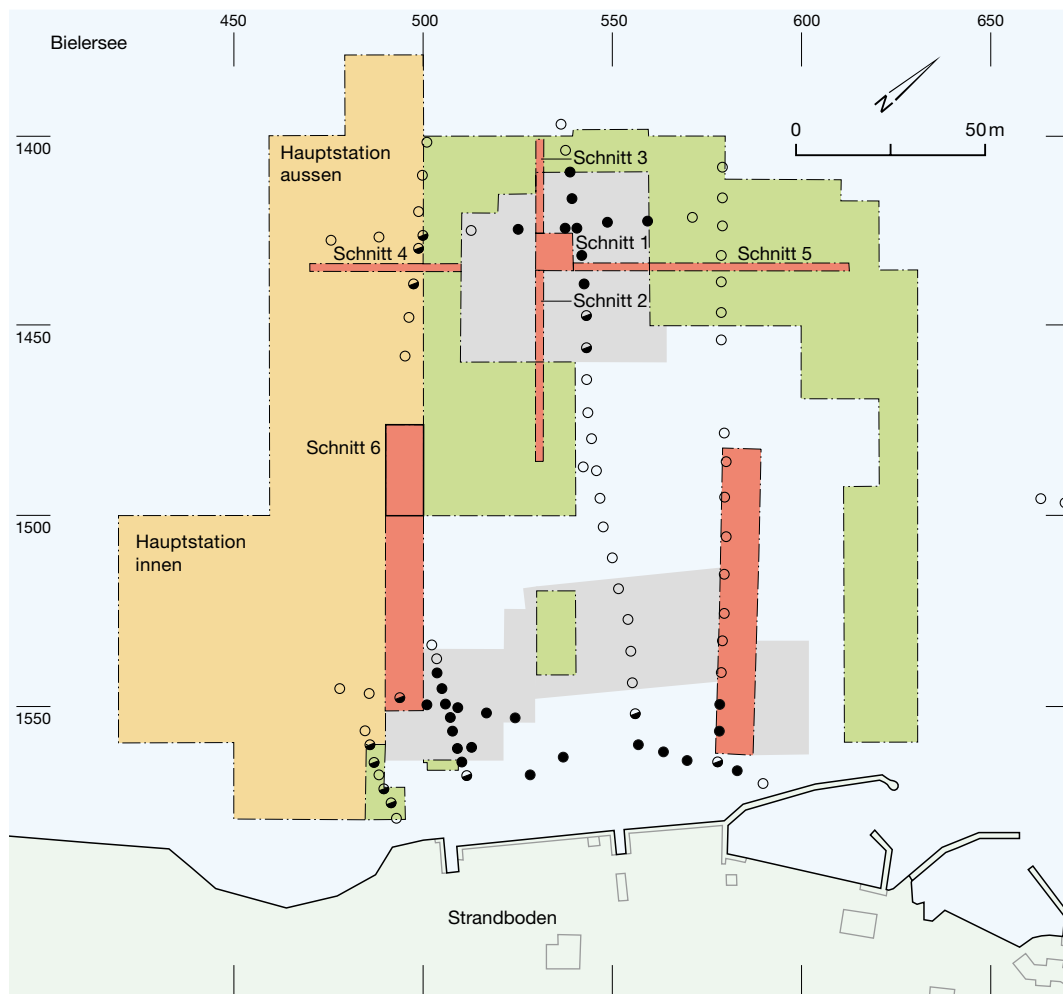 450
500
550
600
650
Bielersee
N
0
50 m
1400
Hauptstation
aussen
Schnitt 3
Schnitt 1
Schnitt 4
Schnitt 5
Schnitt 2
1450
Schnitt 6
1500
Hauptstation
innen
1550
Strandboden